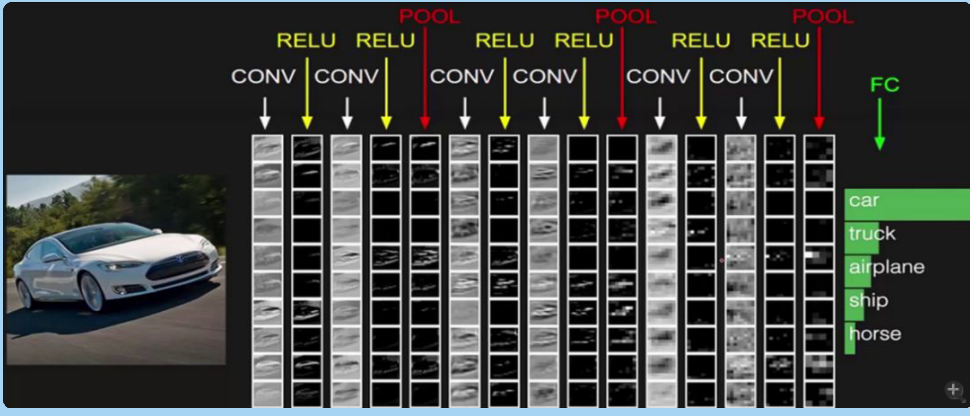 POOL POOL POOL
RELU RELU RELU RELU RELU RELU
CONV CONV CONV CONV CONV CONV
FC
car
truck
airplane
ship
horse